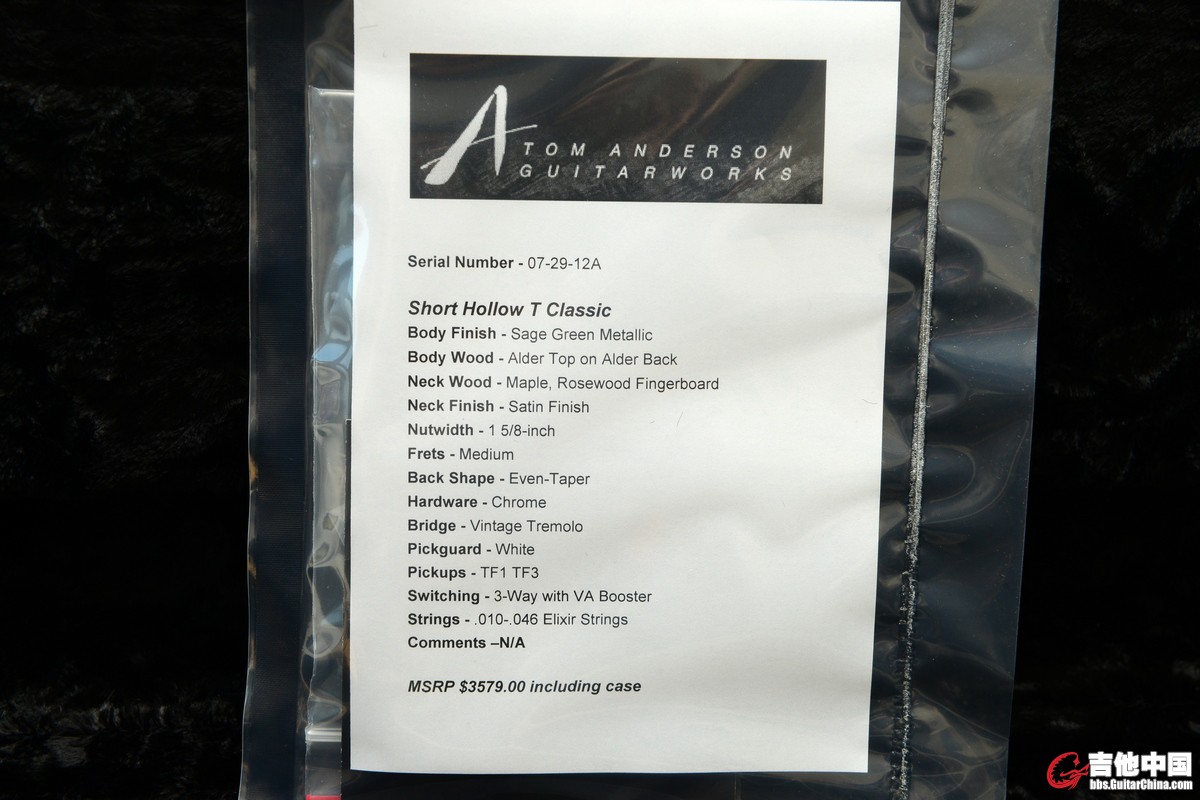 A TOM ANDERSON
GUITARWORKS
Serial Number - 07-29-12A
Short Hollow T Classic
Body Finish - Sage Green Metallic
Body Wood - Alder Top on Alder Back
Neck Wood - Maple, Rosewood Fingerboard
Neck Finish - Satin Finish
Nutwidth - 1 5/8-inch
Frets - Medium
Back Shape - Even-Taper
Hardware - Chrome
Bridge - Vintage Tremolo
Pickguard - White
Pickups - TF1 TF3
Switching - 3-Way with VA Booster
Strings - .010-.046 Elixir Strings
Comments –N/A
MSRP $3579.00 including case
吉他中国
bbs.GuitarChina.com